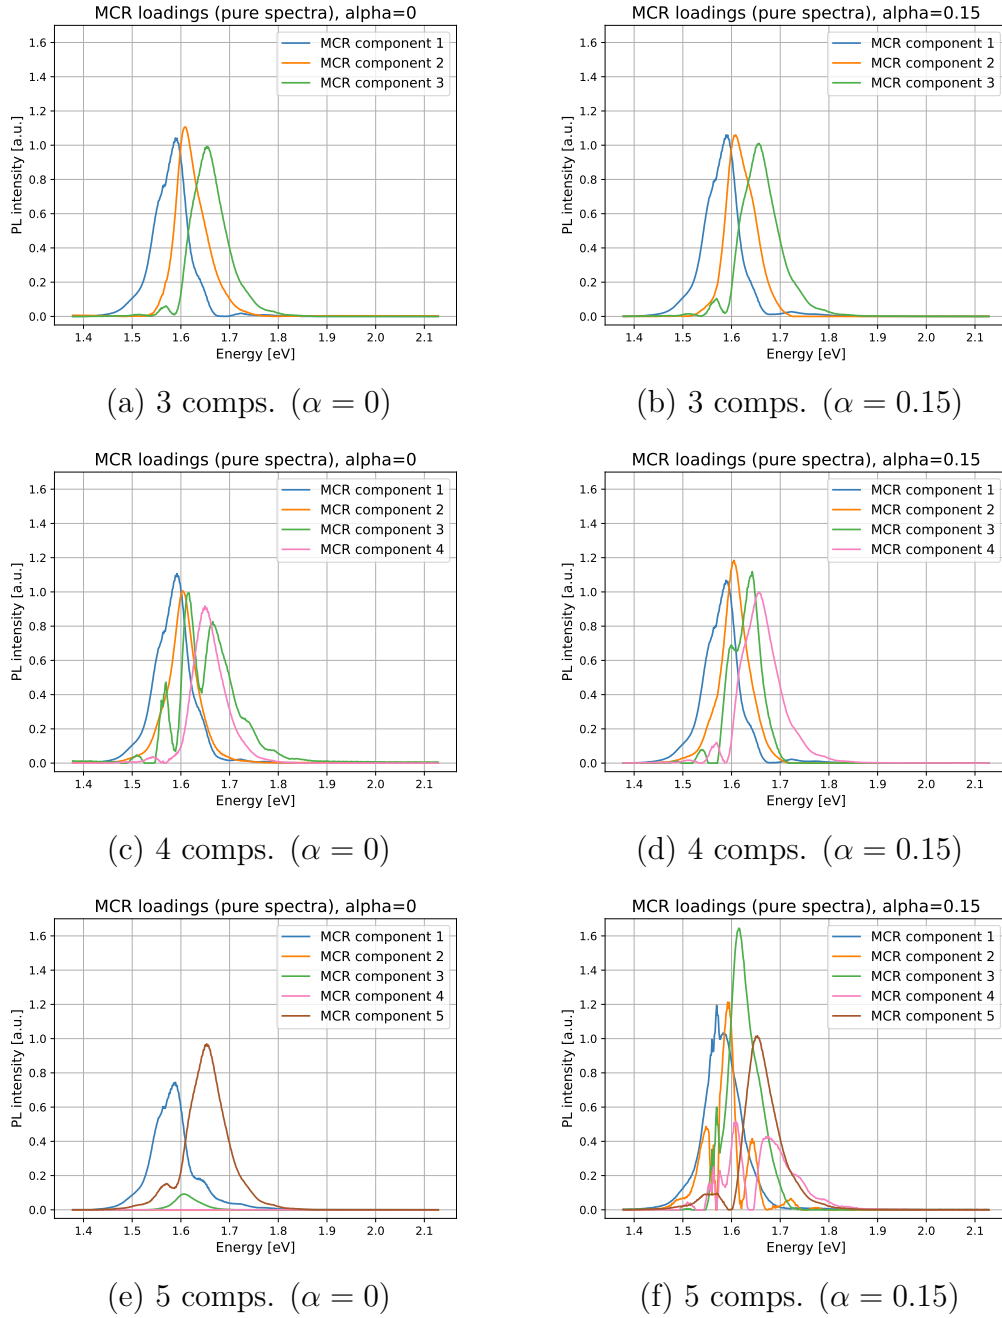 MCR loadings (pure spectra), alpha=0
PL intensity [a.u.]
1.6
1.4
1.2
1.0
0.8
0.6
0.4
0.2
0.0
MCR component 1
MCR component 2
MCR component 3
1.4 1.5 1.6 1.7 1.8 1.9 2.0 2.1
Energy [eV]
(a) 3 comps. (α = 0)
MCR loadings (pure spectra), alpha=0.15
PL intensity [a.u.]
1.6
1.4
1.2
1.0
0.8
0.6
0.4
0.2
0.0
MCR component 1
MCR component 2
MCR component 3
1.4 1.5 1.6 1.7 1.8 1.9 2.0 2.1
Energy [eV]
(b) 3 comps. (α = 0.15)
MCR loadings (pure spectra), alpha=0
PL intensity [a.u.]
1.6
1.4
1.2
1.0
0.8
0.6
0.4
0.2
0.0
MCR component 1
MCR component 2
MCR component 3
MCR component 4
1.4 1.5 1.6 1.7 1.8 1.9 2.0 2.1
Energy [eV]
(c) 4 comps. (α = 0)
MCR loadings (pure spectra), alpha=0.15
PL intensity [a.u.]
1.6
1.4
1.2
1.0
0.8
0.6
0.4
0.2
0.0
MCR component 1
MCR component 2
MCR component 3
MCR component 4
1.4 1.5 1.6 1.7 1.8 1.9 2.0 2.1
Energy [eV]
(d) 4 comps. (α = 0.15)
MCR loadings (pure spectra), alpha=0
PL intensity [a.u.]
1.6
1.4
1.2
1.0
0.8
0.6
0.4
0.2
0.0
MCR component 1
MCR component 2
MCR component 3
MCR component 4
MCR component 5
1.4 1.5 1.6 1.7 1.8 1.9 2.0 2.1
Energy [eV]
(e) 5 comps. (α = 0)
MCR loadings (pure spectra), alpha=0.15
PL intensity [a.u.]
1.6
1.4
1.2
1.0
0.8
0.6
0.4
0.2
0.0
MCR component 1
MCR component 2
MCR component 3
MCR component 4
MCR component 5
1.4 1.5 1.6 1.7 1.8 1.9 2.0 2.1
Energy [eV]
(f) 5 comps. (α = 0.15)